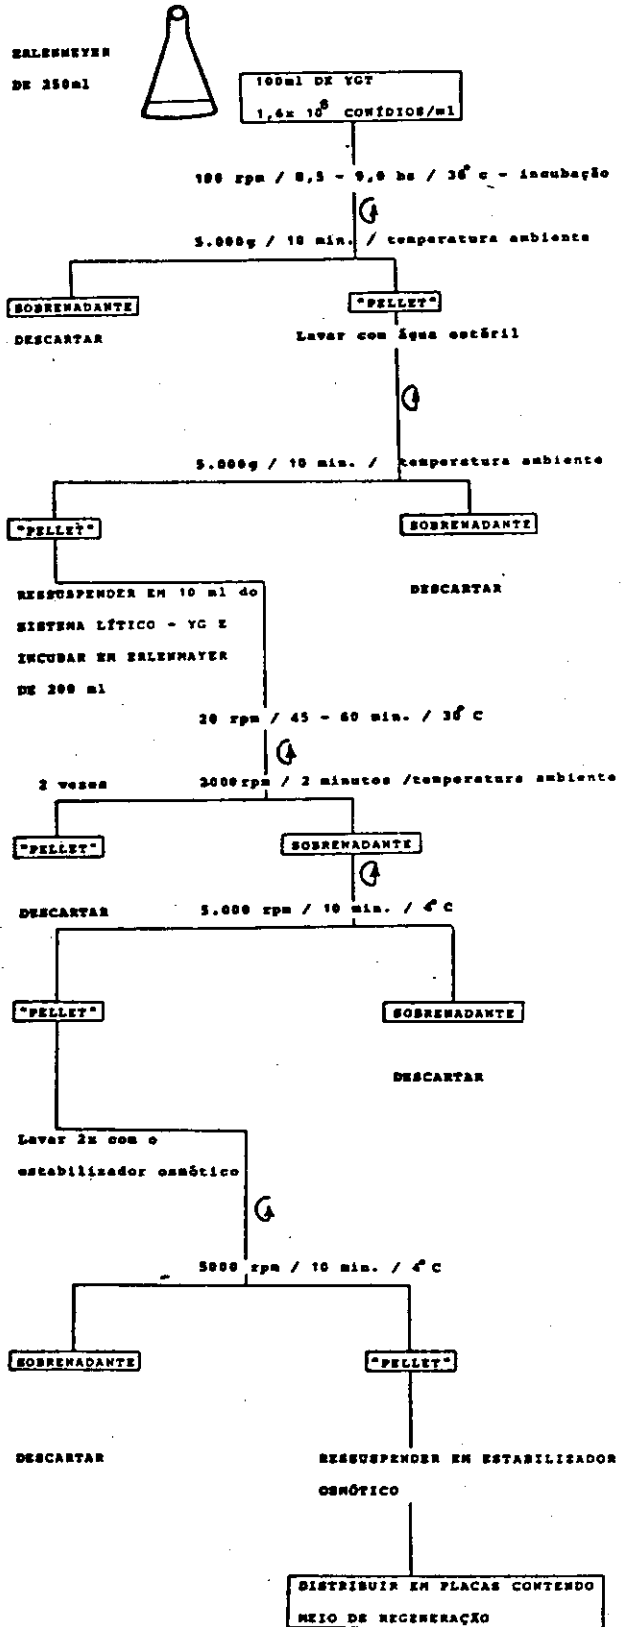 ERLENMEYER
DE 250ml
100ml DE YGT
1,6x 10⁸ CONÍDIOS/ml
180 rpm / 8,5 - 9,0 hs / 30° c - incubação
5.000g / 10 min. / temperatura ambiente
SOBRENADANTE
"PELLET"
DESCARTAR
Lavar com água estéril
5.000g / 10 min. / temperatura ambiente
"PELLET"
SOBRENADANTE
RESSUSPENDER EM 10 ml do
SISTEMA LÍTICO - YG E
INCUBAR EM ERLENMAYER
DE 200 ml
DESCARTAR
20 rpm / 45 - 60 min. / 30° C
2 vezes
2000rpm / 2 minutos /temperatura ambiente
"PELLET"
SOBRENADANTE
DESCARTAR
5.000 rpm / 10 min. / 4° C
"PELLET"
SOBRENADANTE
DESCARTAR
Lavar 2x com o
estabilizador osmótico
5000 rpm / 10 min. / 4° C
SOBRENADANTE
"PELLET"
DESCARTAR
RESSUSPENDER EM ESTABILIZADOR
OSMÓTICO
DISTRIBUIR EM PLACAS CONTENDO
MEIO DE REGENERAÇÃO